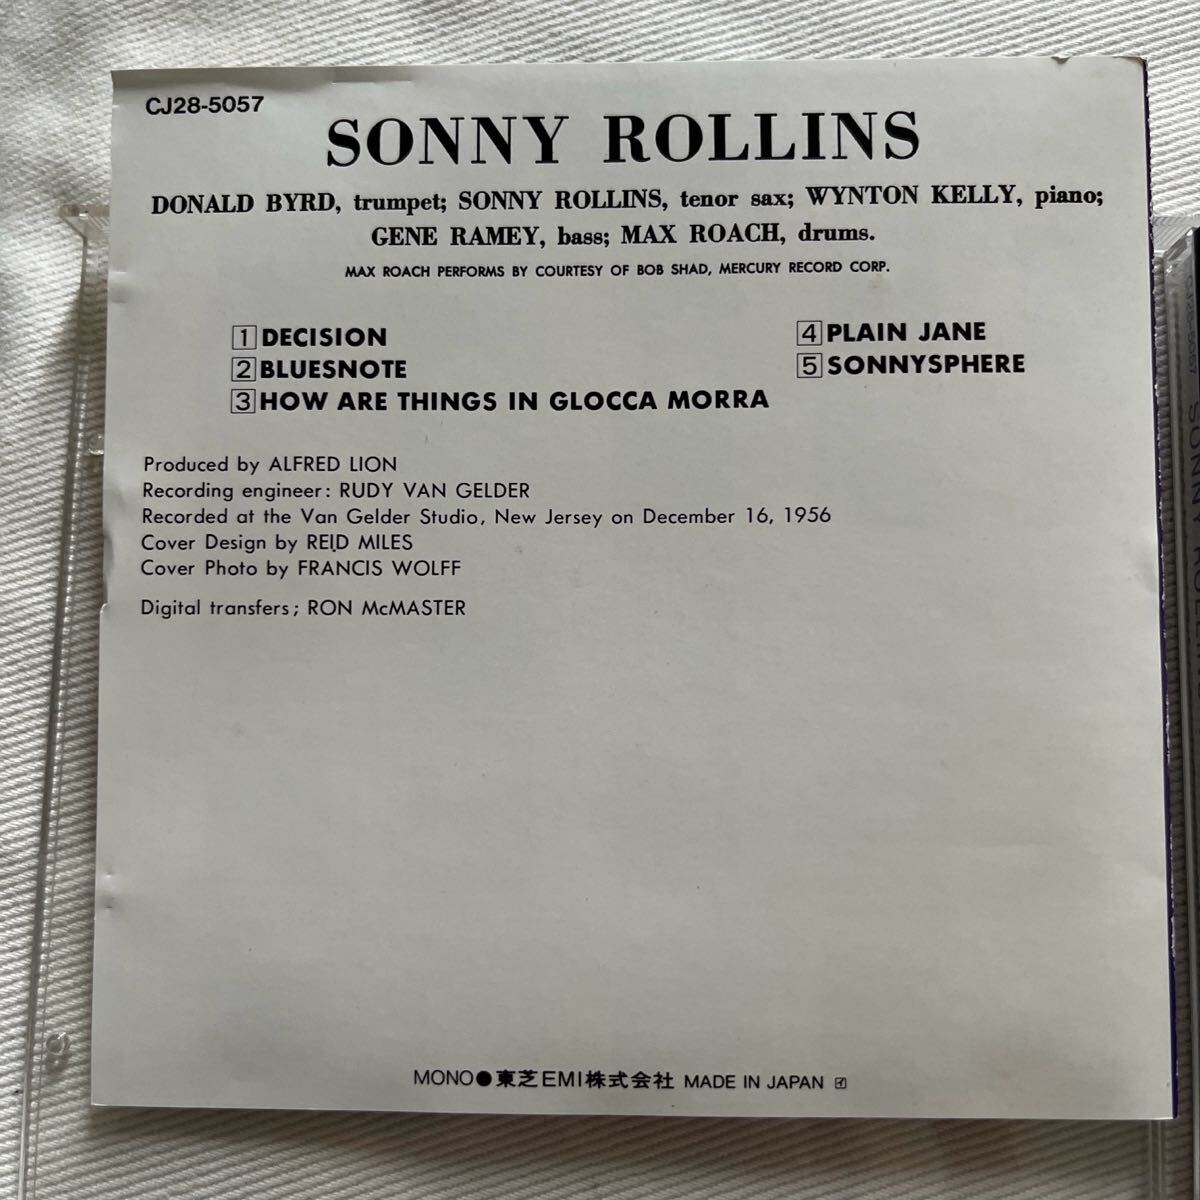 CJ28-5057
SONNY ROLLINS
DONALD BYRD, trumpet; SONNY ROLLINS, tenor sax; WYNTON KELLY, piano;
GENE RAMEY, bass; MAX ROACH, drums.
MAX ROACH PERFORMS BY COURTESY OF BOB SHAD, MERCURY RECORD CORP.
1 DECISION
2 BLUESNOTE
3 HOW ARE THINGS IN GLOCCA MORRA
4 PLAIN JANE
5 SONNYSPHERE
Produced by ALFRED LION
Recording engineer: RUDY VAN GELDER
Recorded at the Van Gelder Studio, New Jersey on December 16, 1956
Cover Design by REID MILES
Cover Photo by FRANCIS WOLFF
Digital transfers; RON McMASTER
MONO●東芝EMI株式会社 MADE IN JAPAN